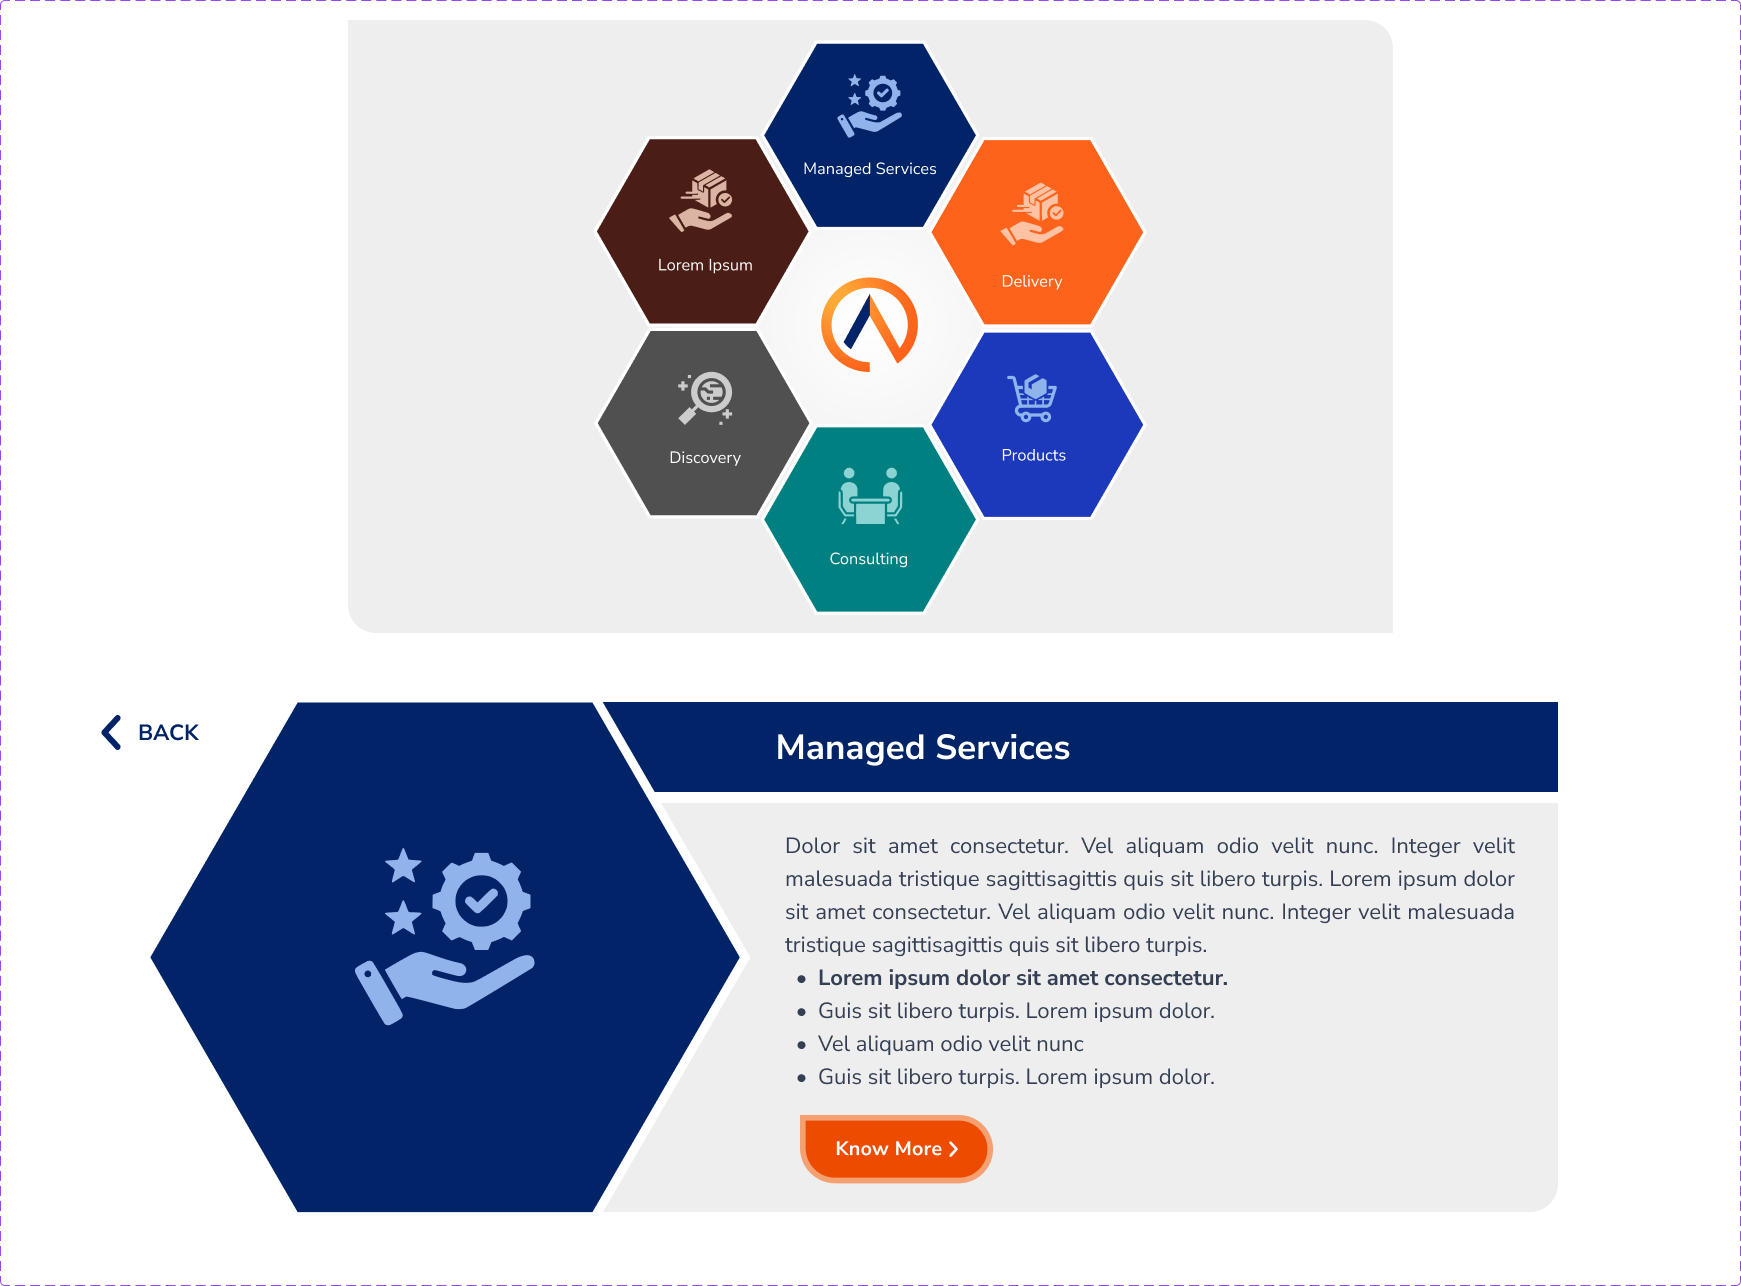 Managed Services
Lorem Ipsum
Delivery
Discovery
Products
Consulting
BACK
Managed Services
Dolor sit amet consectetur. Vel aliquam odio velit nunc. Integer velit
malesuada tristique sagittisagittis quis sit libero turpis. Lorem ipsum dolor
sit amet consectetur. Vel aliquam odio velit nunc. Integer velit malesuada
tristique sagittisagittis quis sit libero turpis.
• Lorem ipsum dolor sit amet consectetur.
• Guis sit libero turpis. Lorem ipsum dolor.
• Vel aliquam odio velit nunc
• Guis sit libero turpis. Lorem ipsum dolor.
Know More